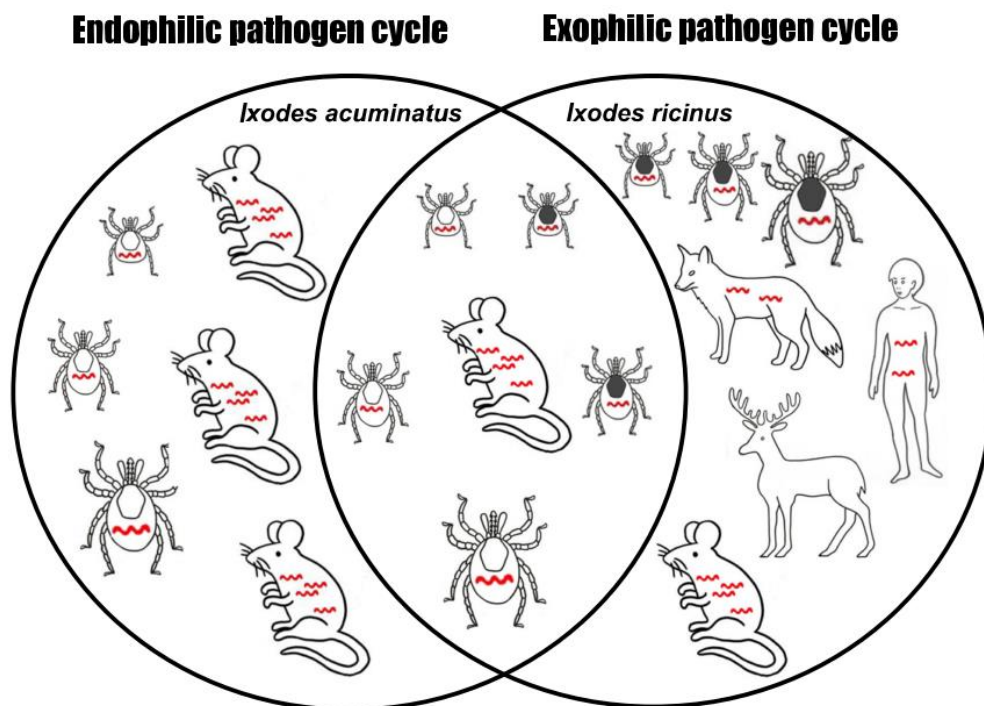 Endophilic pathogen cycle
Exophilic pathogen cycle
Ixodes acuminatus
Ixodes ricinus